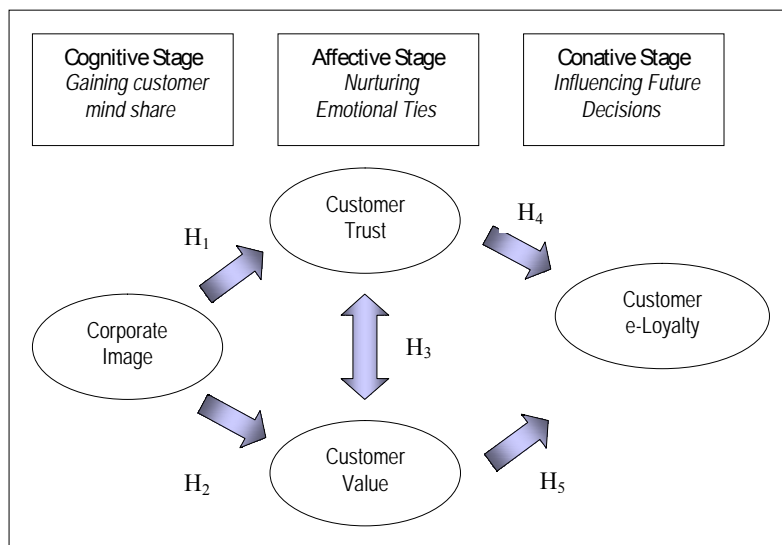 Cognitive Stage
Gaining customer
mind share
Affective Stage
Nurturing
Emotional Ties
Conative Stage
Influencing Future
Decisions
Customer
Trust
H₁
H₄
Corporate
Image
H₃
Customer
e-Loyalty
H₂
Customer
Value
H₅